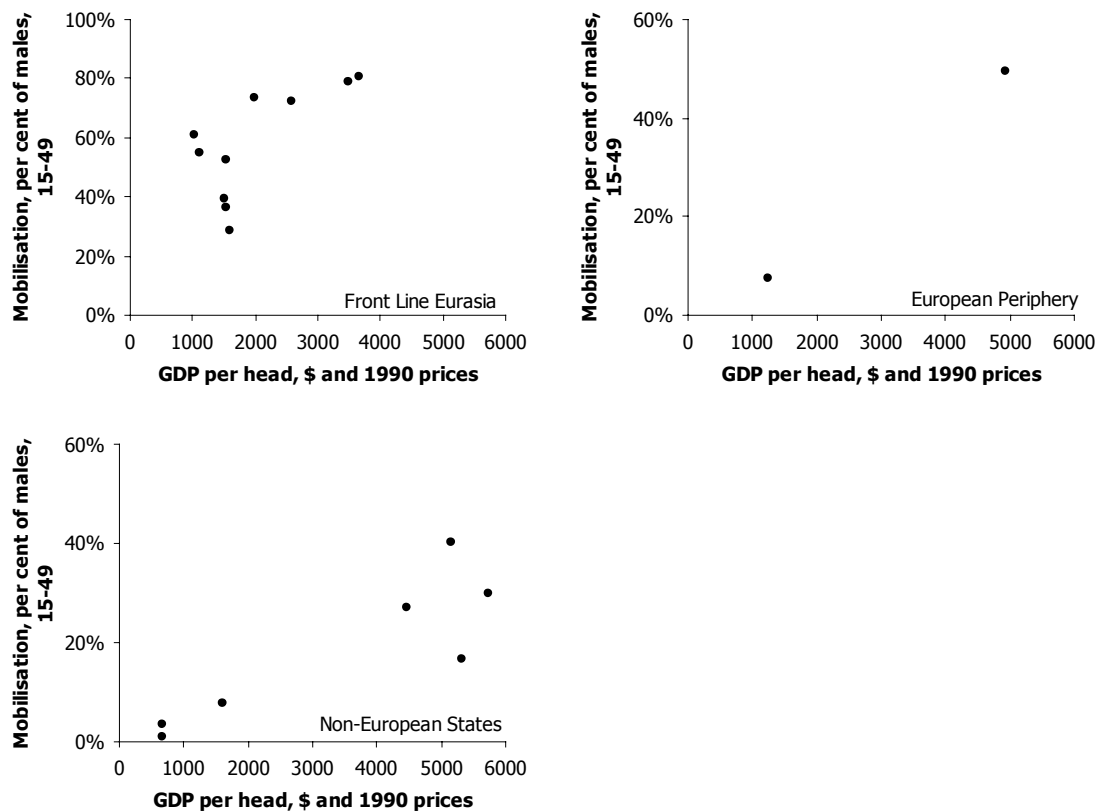 Mobilisation, per cent of males,
15-49
100%
80%
60%
40%
20%
0%
Front Line Eurasia
0 1000 2000 3000 4000 5000 6000
GDP per head, $ and 1990 prices
Mobilisation, per cent of males,
15-49
60%
40%
20%
0%
European Periphery
0 1000 2000 3000 4000 5000 6000
GDP per head, $ and 1990 prices
Mobilisation, per cent of males,
15-49
60%
40%
20%
0%
Non-European States
0 1000 2000 3000 4000 5000 6000
GDP per head, $ and 1990 prices